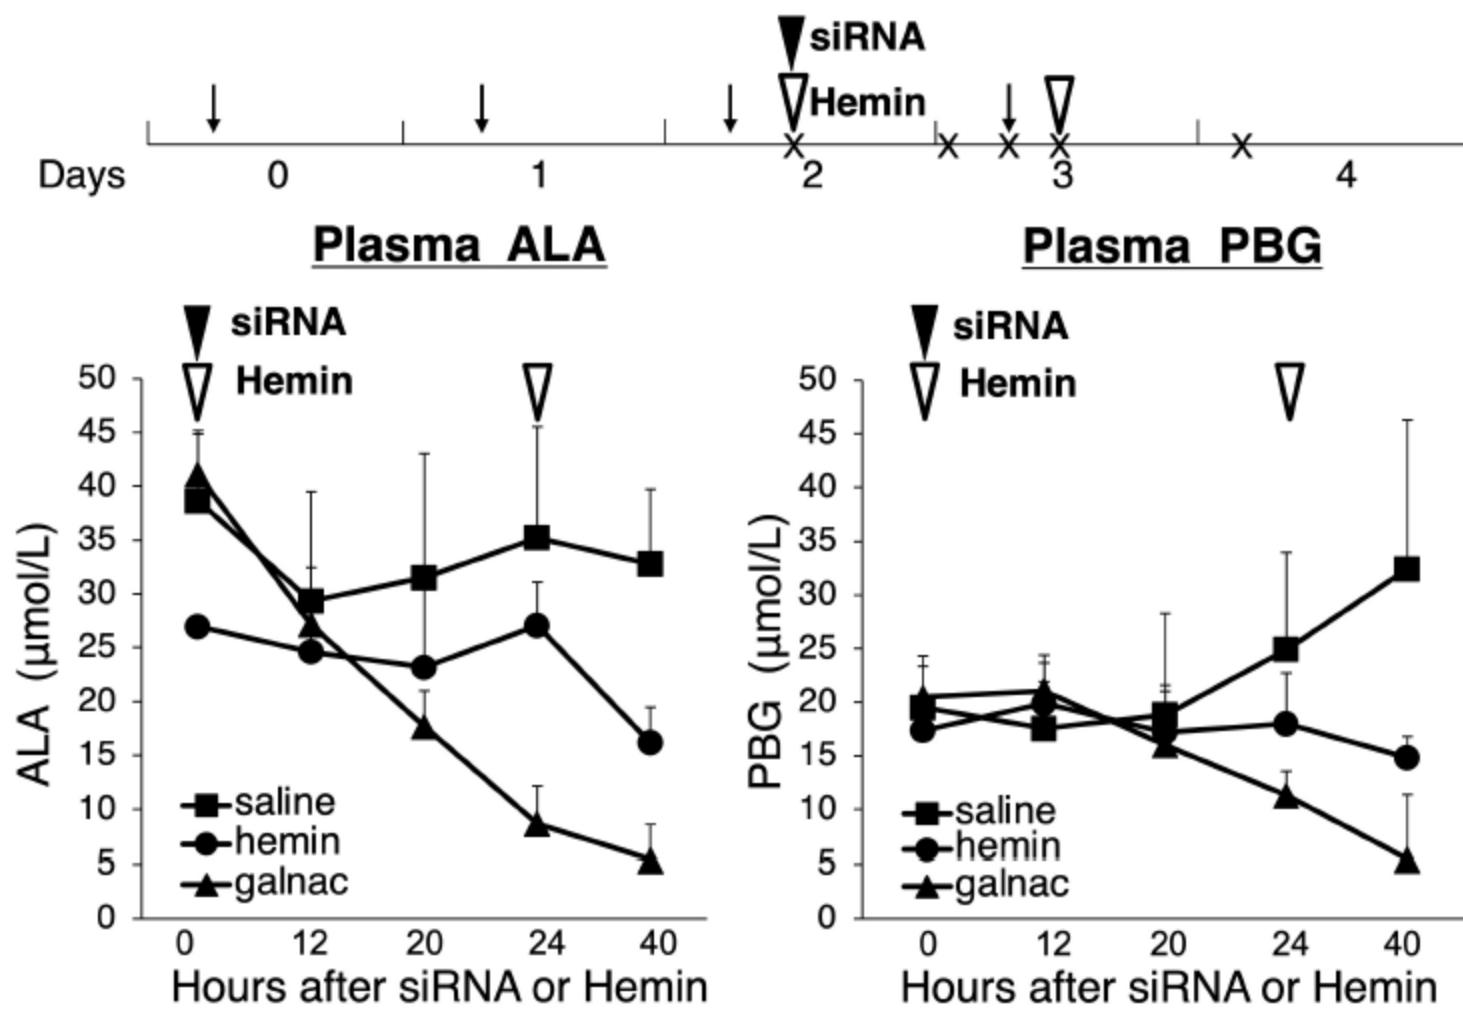 siRNA
Hemin
x x x x x
Days 0 1 2 3 4
Plasma ALA
siRNA
Hemin
50
45
40
35
30
25
20
15
10
5
0
ALA (µmol/L)
saline
hemin
galnac
0 12 20 24 40
Hours after siRNA or Hemin
Plasma PBG
siRNA
Hemin
50
45
40
35
30
25
20
15
10
5
0
PBG (µmol/L)
saline
hemin
galnac
0 12 20 24 40
Hours after siRNA or Hemin